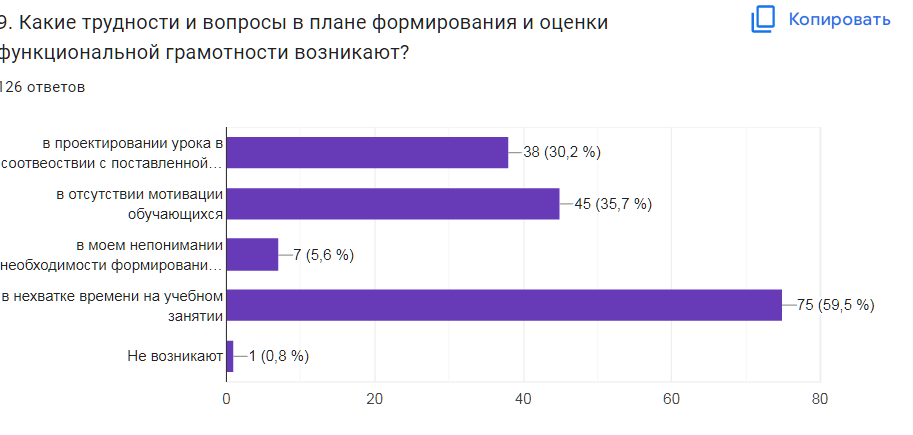 9. Какие трудности и вопросы в плане формирования и оценки
функциональной грамотности возникают?
Копировать
126 ответов
в проектировании урока в
соотвеоствии с поставленной…
38 (30,2 %)
в отсутствии мотивации
обучающихся
45 (35,7 %)
в моем непонимании
необходимости формировани…
7 (5,6 %)
в нехватке времени на учебном
занятии
75 (59,5 %)
Не возникают
1 (0,8 %)
0 20 40 60 80